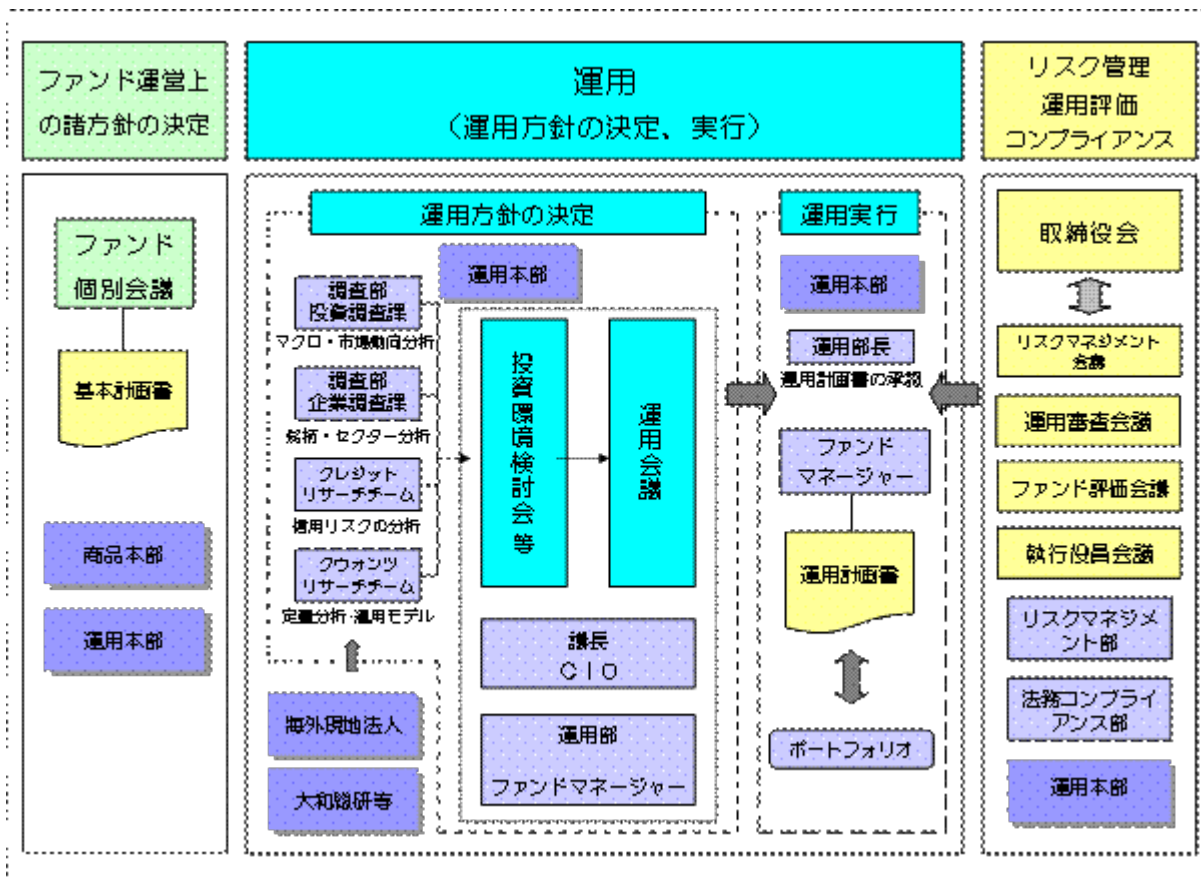 ファンド運営上
の諸方針の決定
運用
(運用方針の決定、実行)
リスク管理
運用評価
コンプライアンス
ファンド
個別会議
基本計画書
商品本部
運用本部
運用方針の決定
運用本部
調査部
投資調査課
マクロ・市場動向分析
調査部
企業調査課
銘柄・セクター分析
クレジット
リサーチチーム
信用リスクの分析
クウォンツ
リサーチチーム
定量分析・運用モデル
海外現地法人
大和総研等
投資環境検討会等
運用会議
議長
CIO
運用部
ファンドマネージャー
運用実行
運用本部
運用部長
運用計画書の承認
ファンド
マネージャー
運用計画書
ポートフォリオ
取締役会
リスクマネジメント
会議
運用審査会議
ファンド評価会議
執行役員会議
リスクマネジメ
ント部
法務コンプライ
アンス部
運用本部